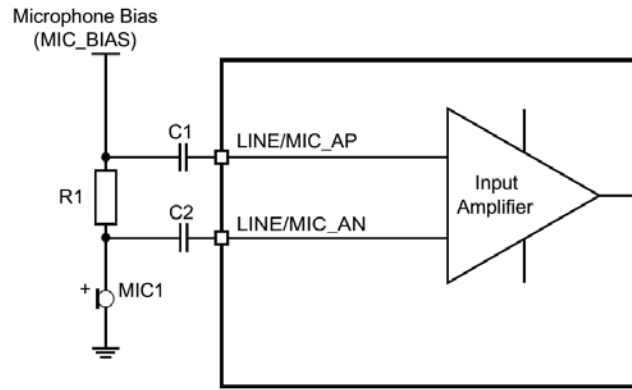 Microphone Bias
(MIC_BIAS)
C1
LINE/MIC_AP
R1
Input
Amplifier
C2
LINE/MIC_AN
+
MIC1